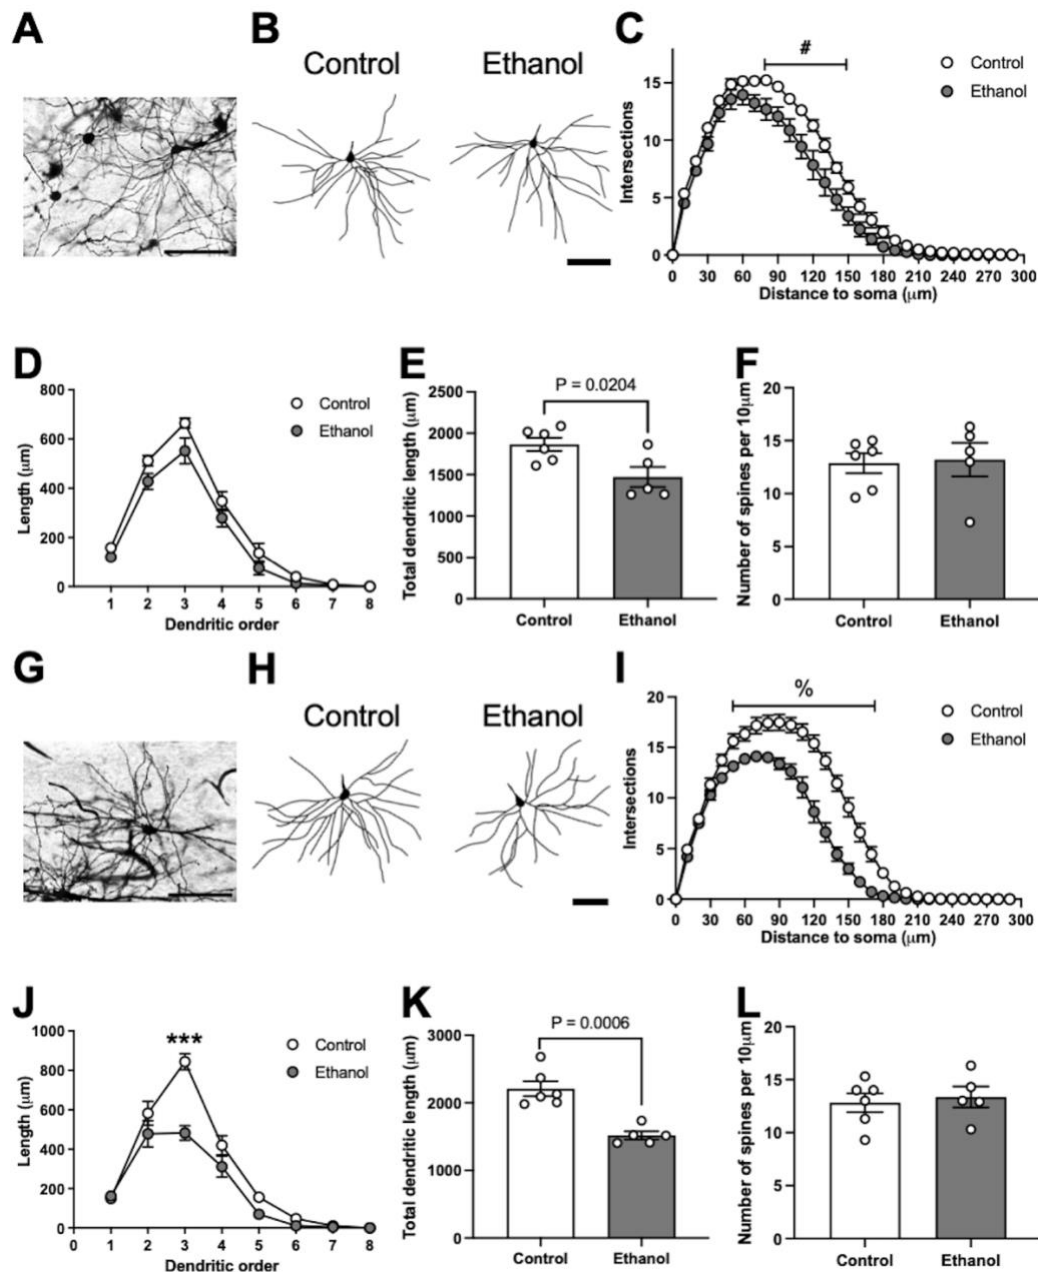 A
B
Control
Ethanol
C
#
Control
Ethanol
Intersections
15
10
5
0
0 30 60 90 120 150 180 210 240 270 300
Distance to soma (μm)
D
Control
Ethanol
Length (μm)
800
600
400
200
0
1 2 3 4 5 6 7 8
Dendritic order
E
P = 0.0204
Total dendritic length (μm)
2500
2000
1500
1000
500
0
Control Ethanol
F
Number of spines per 10μm
20
15
10
5
0
Control Ethanol
G
H
Control
Ethanol
I
%
Control
Ethanol
Intersections
20
15
10
5
0
0 30 60 90 120 150 180 210 240 270 300
Distance to soma (μm)
J
***
Control
Ethanol
Length (μm)
1000
800
600
400
200
0
0 1 2 3 4 5 6 7 8
Dendritic order
K
P = 0.0006
Total dendritic length (μm)
3000
2000
1000
0
Control Ethanol
L
Number of spines per 10μm
20
15
10
5
0
Control Ethanol